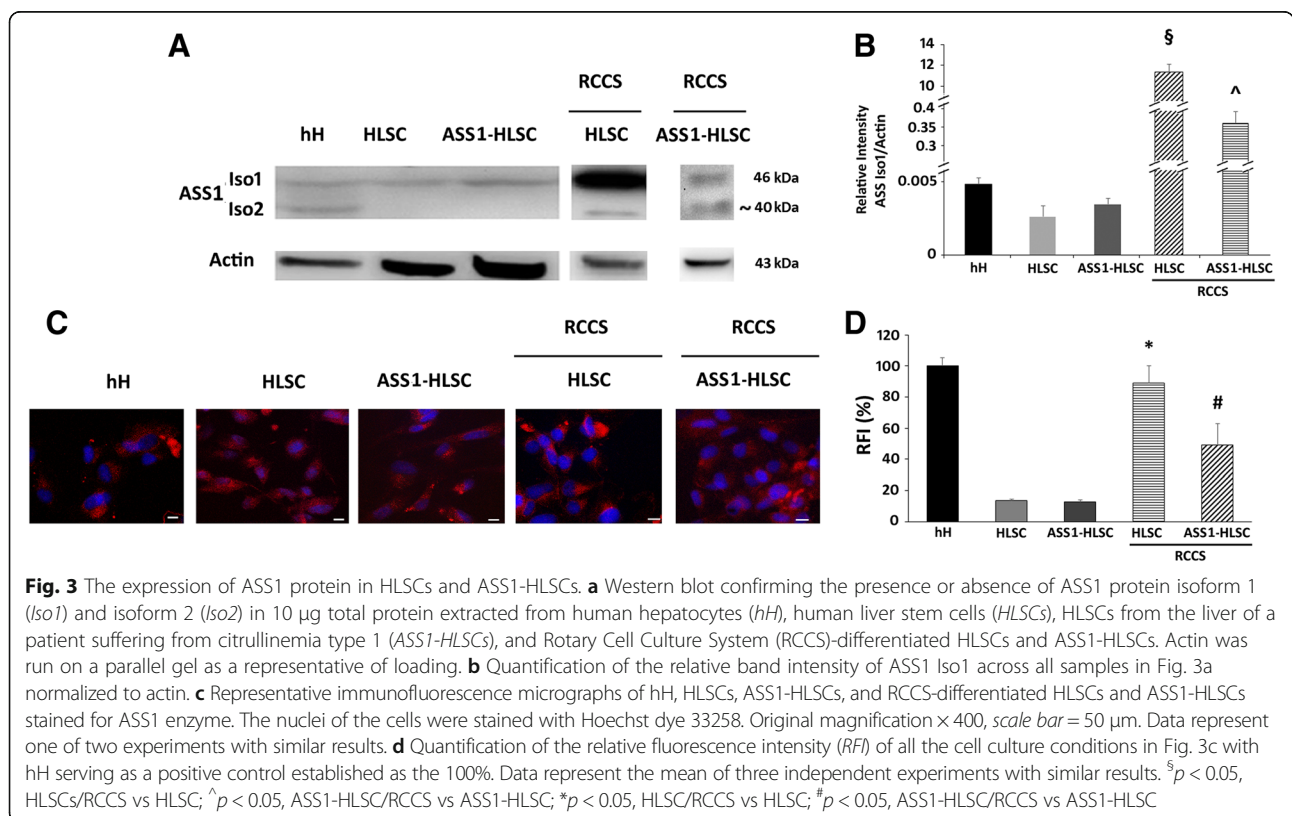 A
RCCS RCCS
hH HLSC ASS1-HLSC HLSC ASS1-HLSC
ASS1 Iso1 46 kDa
Iso2 ~ 40 kDa
Actin 43 kDa
B
Relative Intensity
ASS Iso1/Actin
14
12
10
0.4
0.35
0.3
0.005
0
§
^
hH HLSC ASS1-HLSC HLSC ASS1-HLSC
RCCS
C
RCCS RCCS
hH HLSC ASS1-HLSC HLSC ASS1-HLSC
D
RFI (%)
120
100
80
60
40
20
0
*
#
hH HLSC ASS1-HLSC HLSC ASS1-HLSC
RCCS
Fig. 3 The expression of ASS1 protein in HLSCs and ASS1-HLSCs. a Western blot confirming the presence or absence of ASS1 protein isoform 1
(Iso1) and isoform 2 (Iso2) in 10 μg total protein extracted from human hepatocytes (hH), human liver stem cells (HLSCs), HLSCs from the liver of a
patient suffering from citrullinemia type 1 (ASS1-HLSCs), and Rotary Cell Culture System (RCCS)-differentiated HLSCs and ASS1-HLSCs. Actin was
run on a parallel gel as a representative of loading. b Quantification of the relative band intensity of ASS1 Iso1 across all samples in Fig. 3a
normalized to actin. c Representative immunofluorescence micrographs of hH, HLSCs, ASS1-HLSCs, and RCCS-differentiated HLSCs and ASS1-HLSCs
stained for ASS1 enzyme. The nuclei of the cells were stained with Hoechst dye 33258. Original magnification × 400, scale bar = 50 μm. Data represent
one of two experiments with similar results. d Quantification of the relative fluorescence intensity (RFI) of all the cell culture conditions in Fig. 3c with
hH serving as a positive control established as the 100%. Data represent the mean of three independent experiments with similar results. §p < 0.05,
HLSCs/RCCS vs HLSC; ^p < 0.05, ASS1-HLSC/RCCS vs ASS1-HLSC; *p < 0.05, HLSC/RCCS vs HLSC; #p < 0.05, ASS1-HLSC/RCCS vs ASS1-HLSC